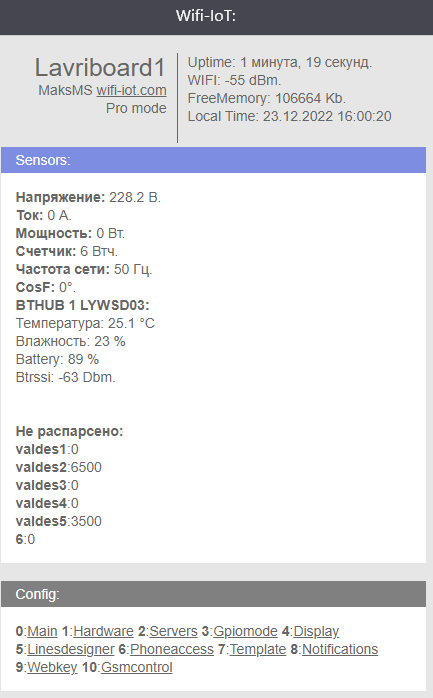 Wifi-IoT:
Lavriboard1
MaksMS wifi-iot.com
Pro mode
Uptime: 1 минута, 19 секунд.
WIFI: -55 dBm.
FreeMemory: 106664 Kb.
Local Time: 23.12.2022 16:00:20
Sensors:
Напряжение: 228.2 В.
Ток: 0 А.
Мощность: 0 Вт.
Счетчик: 6 Втч.
Частота сети: 50 Гц.
CosF: 0°.
BTHUB 1 LYWSD03:
Температура: 25.1 °C
Влажность: 23 %
Battery: 89 %
Btrssi: -63 Dbm.
Не распарсено:
valdes1:0
valdes2:6500
valdes3:0
valdes4:0
valdes5:3500
6:0
Config:
0:Main 1:Hardware 2:Servers 3:Gpiomode 4:Display
5:Linesdesigner 6:Phoneaccess 7:Template 8:Notifications
9:Webkey 10:Gsmcontrol